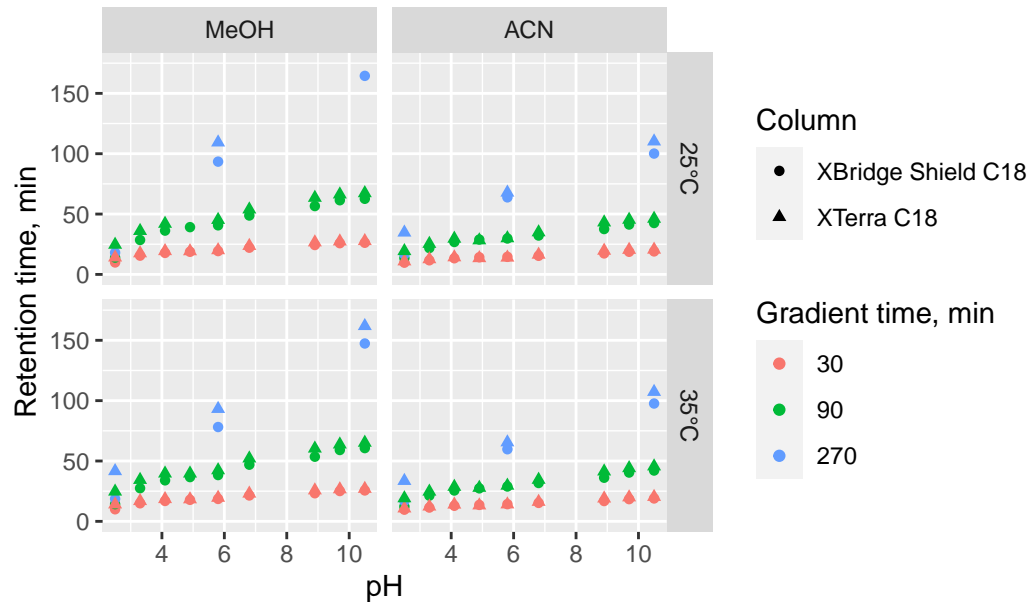 MeOH
ACN
150
100
50
0
25°C
150
100
50
0
35°C
4
6
8
10
4
6
8
10
pH
Retention time, min
Column
XBridge Shield C18
XTerra C18
Gradient time, min
30
90
270